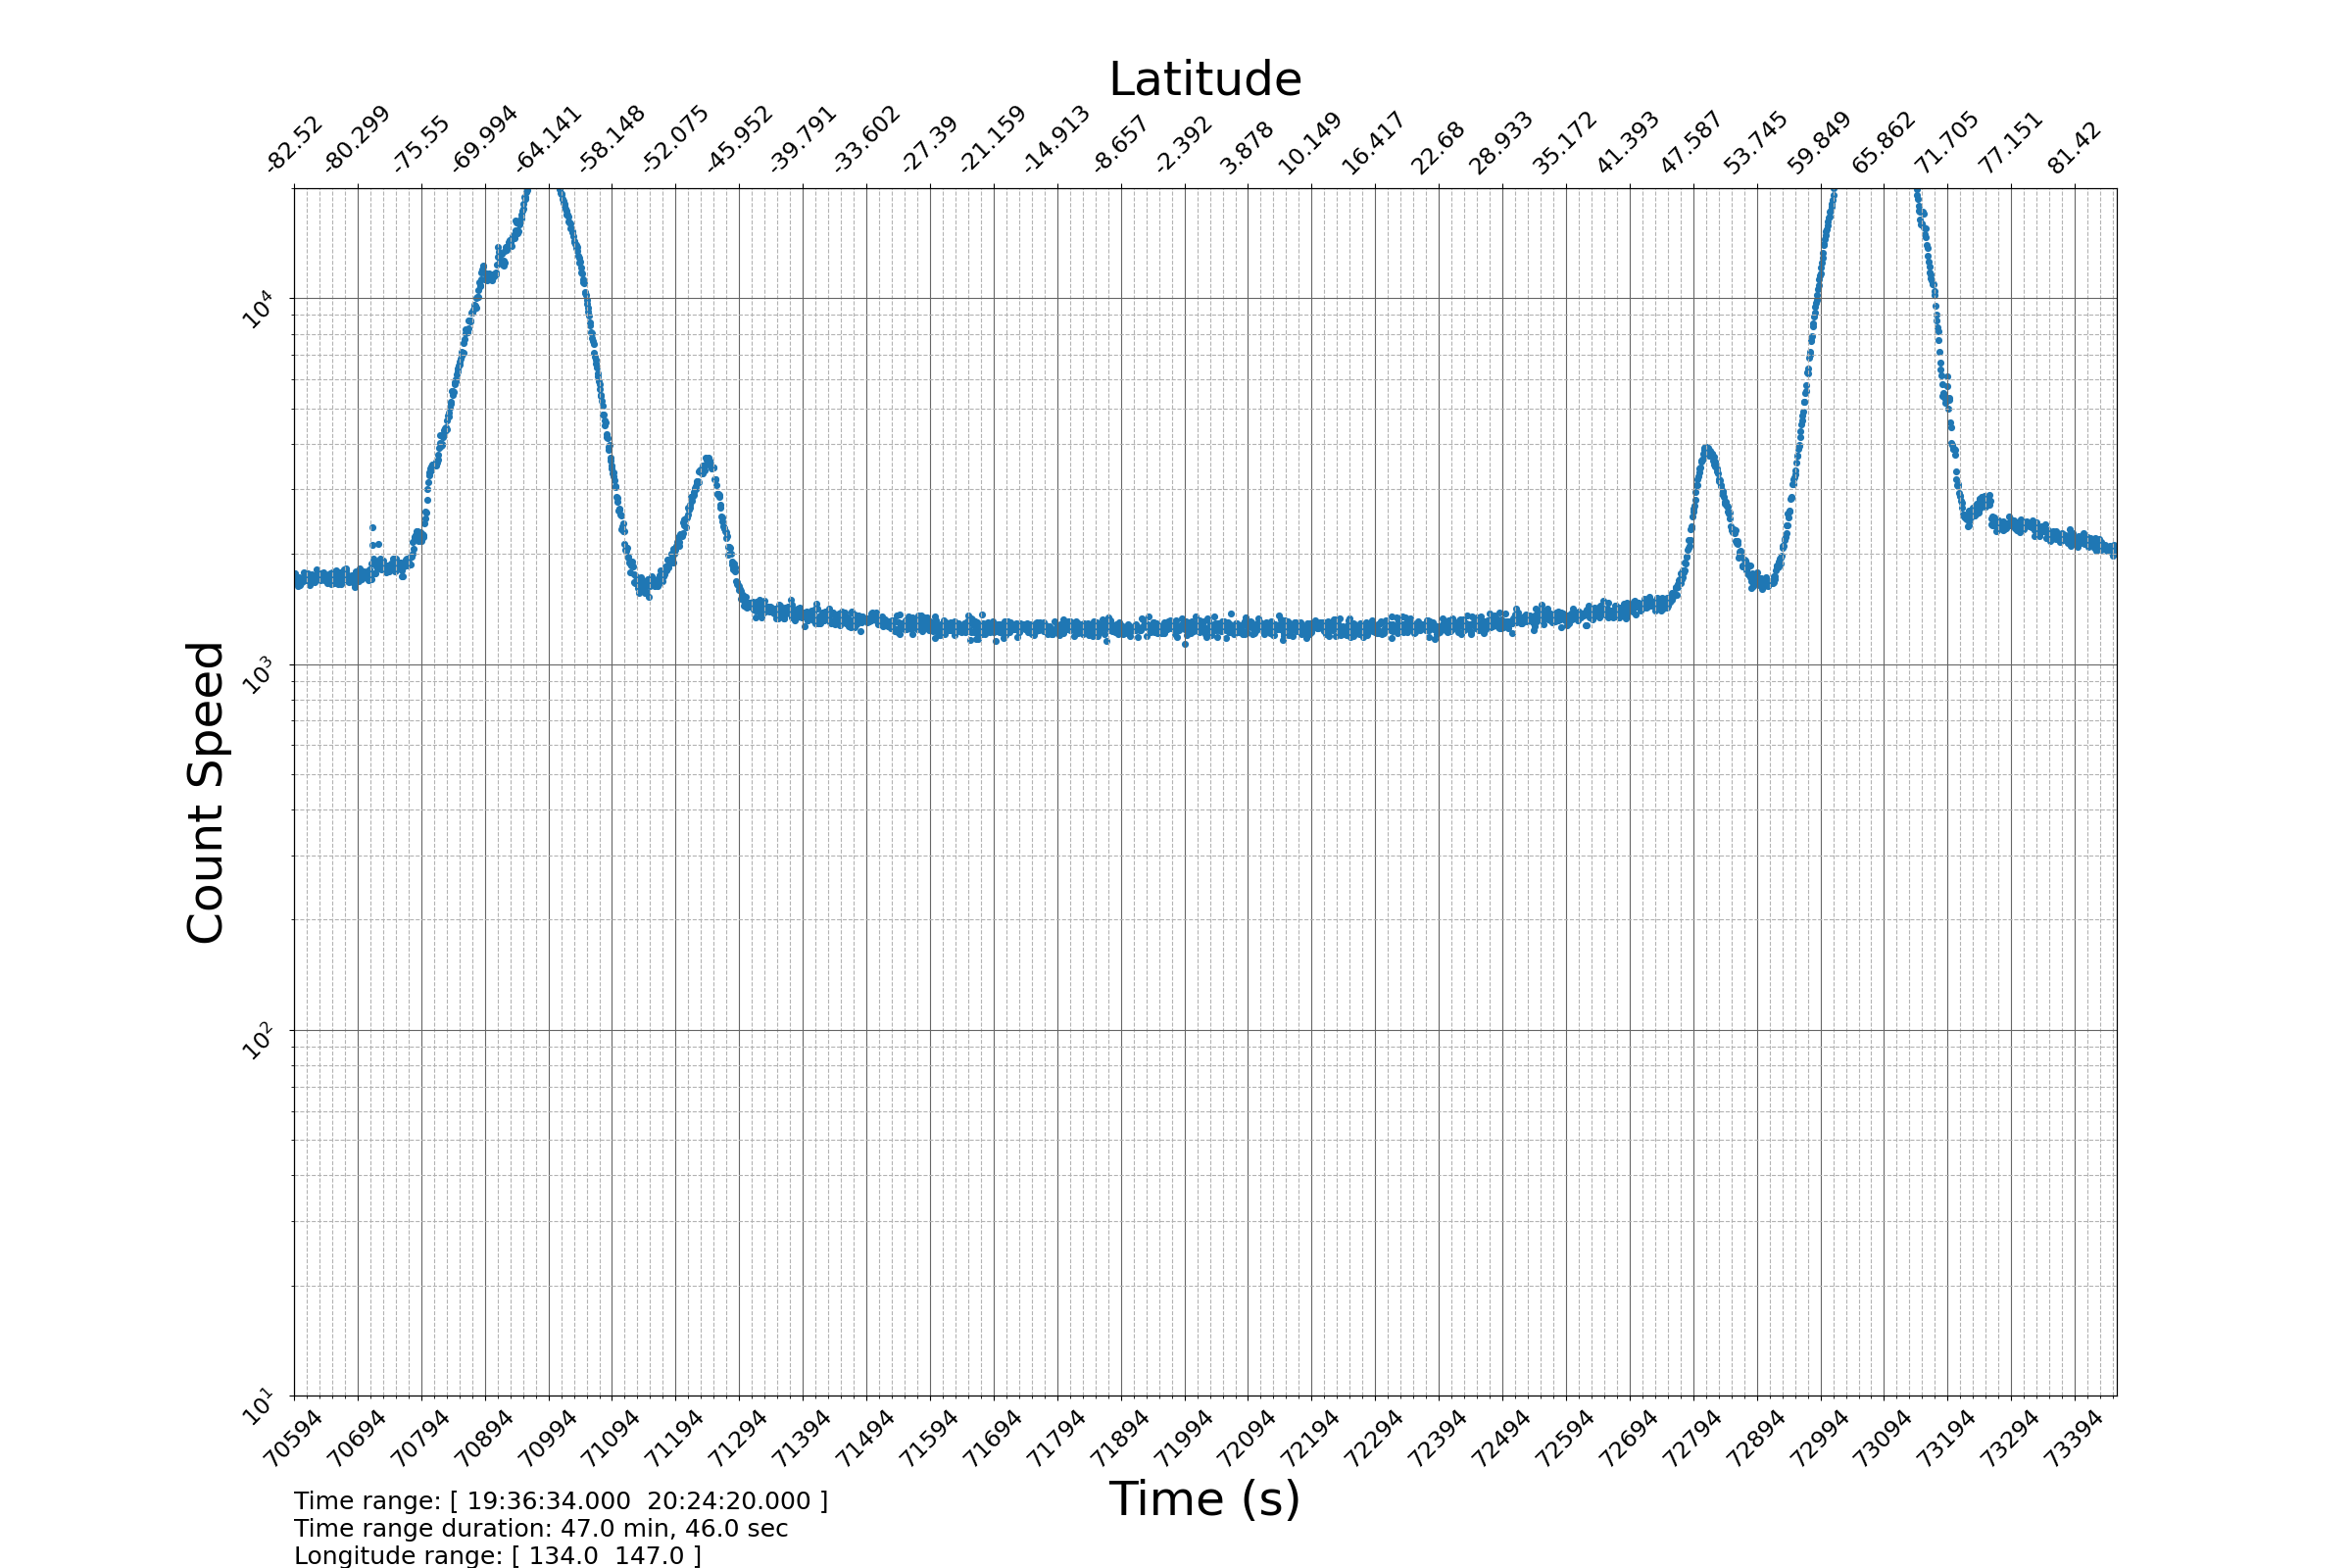 Latitude
-82.52 -80.299 -75.55 -69.994 -64.141 -58.148 -52.075 -45.952 -39.791 -33.602 -27.39 -21.159 -14.913 -8.657 -2.392 3.878 10.149 16.417 22.68 28.933 35.172 41.393 47.587 53.745 59.849 65.862 71.705 77.151 81.42
10⁴
10³
Count Speed
10²
10¹
70594 70694 70794 70894 70994 71094 71194 71294 71394 71494 71594 71694 71794 71894 71994 72094 72194 72294 72394 72494 72594 72694 72794 72894 72994 73094 73194 73294 73394
Time (s)
Time range: [ 19:36:34.000 20:24:20.000 ]
Time range duration: 47.0 min, 46.0 sec
Longitude range: [ 134.0 147.0 ]